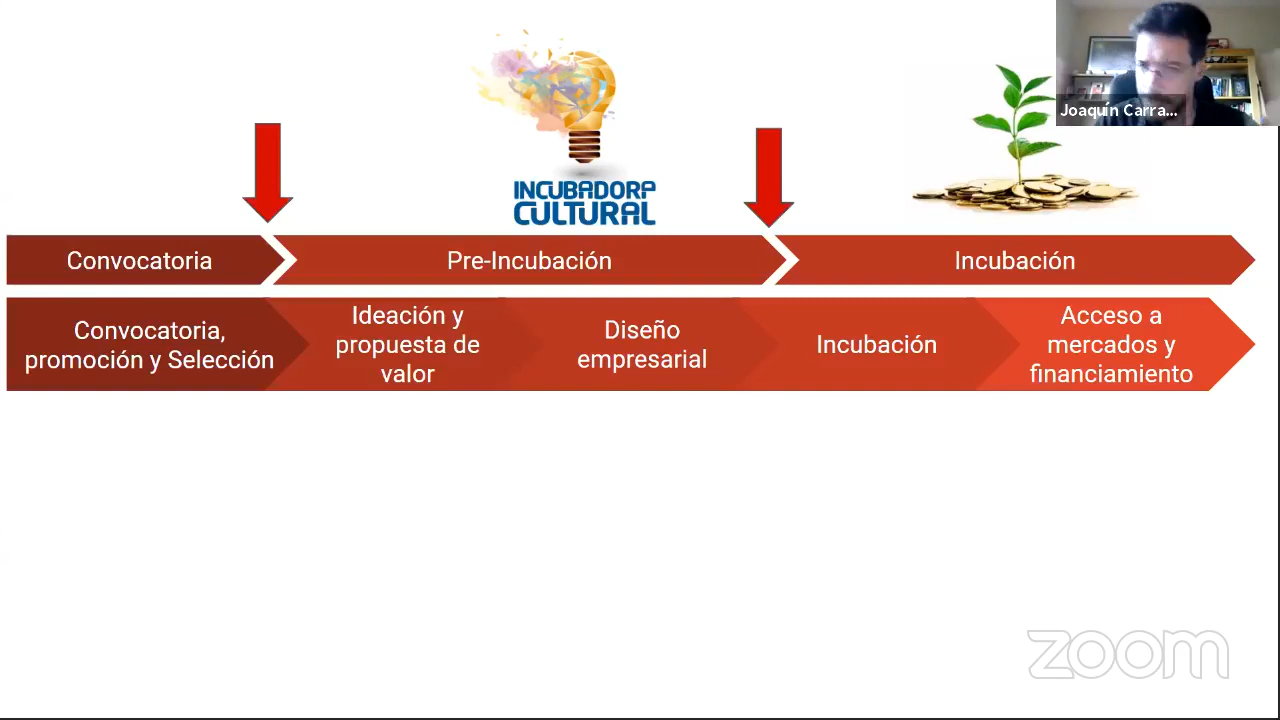 Joaquín Carra...
INCUBADORA
CULTURAL
Convocatoria
Pre-Incubación
Incubación
Convocatoria,
promoción y Selección
Ideación y
propuesta de
valor
Diseño
empresarial
Incubación
Acceso a
mercados y
financiamiento
zoom